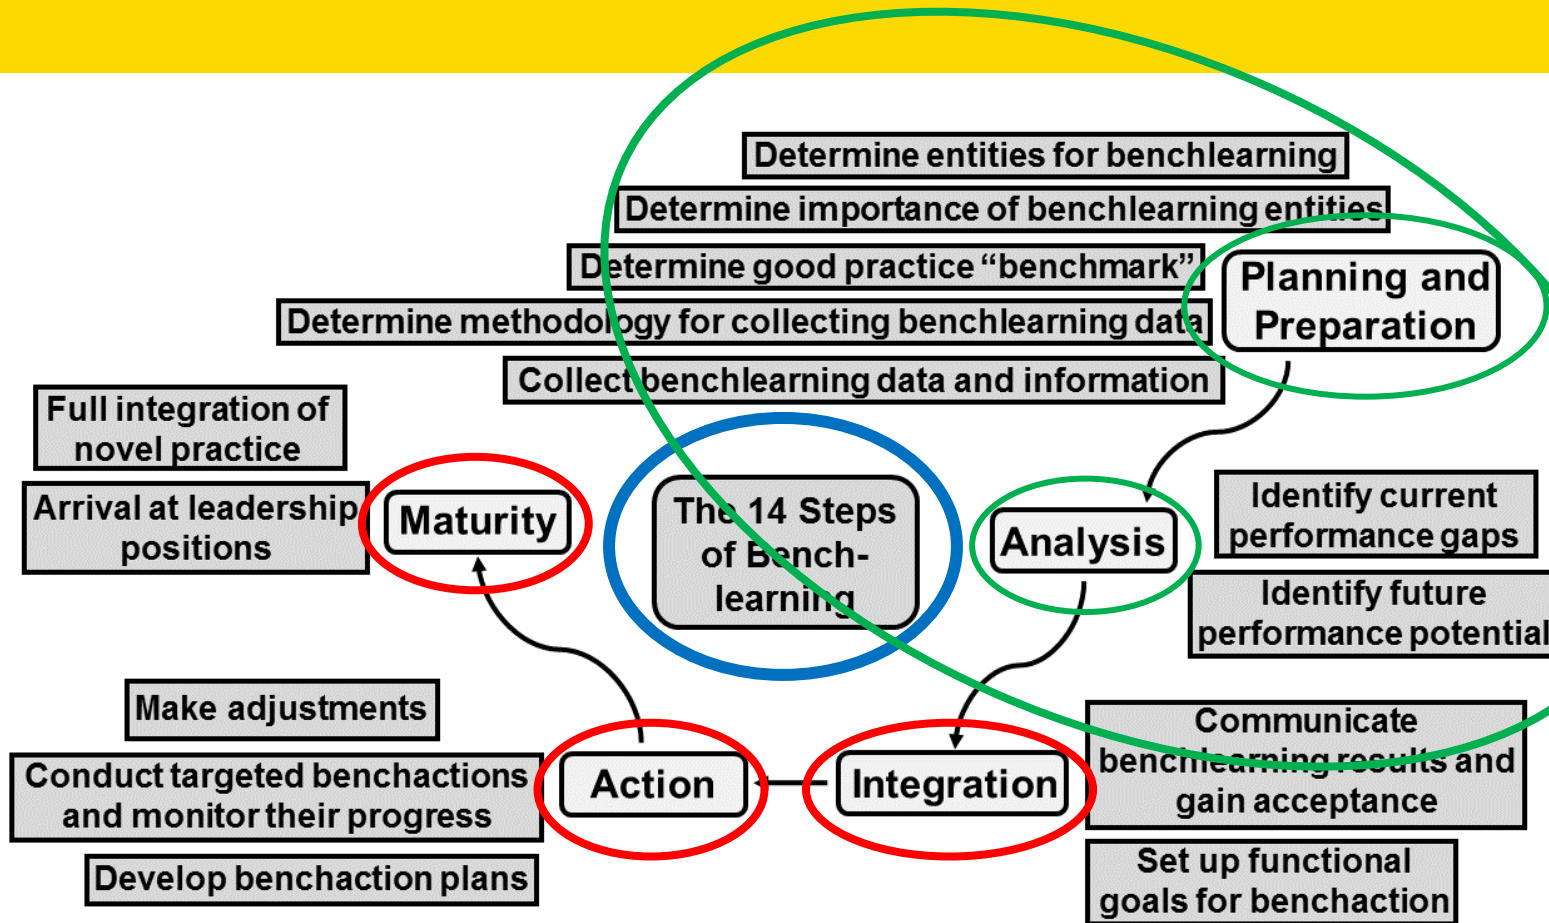 Determine entities for benchlearning
Determine importance of benchlearning entities
Determine good practice “benchmark”
Determine methodology for collecting benchlearning data
Collect benchlearning data and information
Planning and
Preparation
Full integration of
novel practice
Arrival at leadership
positions
Maturity
The 14 Steps
of Bench-
learning
Analysis
Identify current
performance gaps
Identify future
performance potential
Make adjustments
Conduct targeted benchactions
and monitor their progress
Develop benchaction plans
Action
Integration
Communicate
benchlearning results and
gain acceptance
Set up functional
goals for benchaction